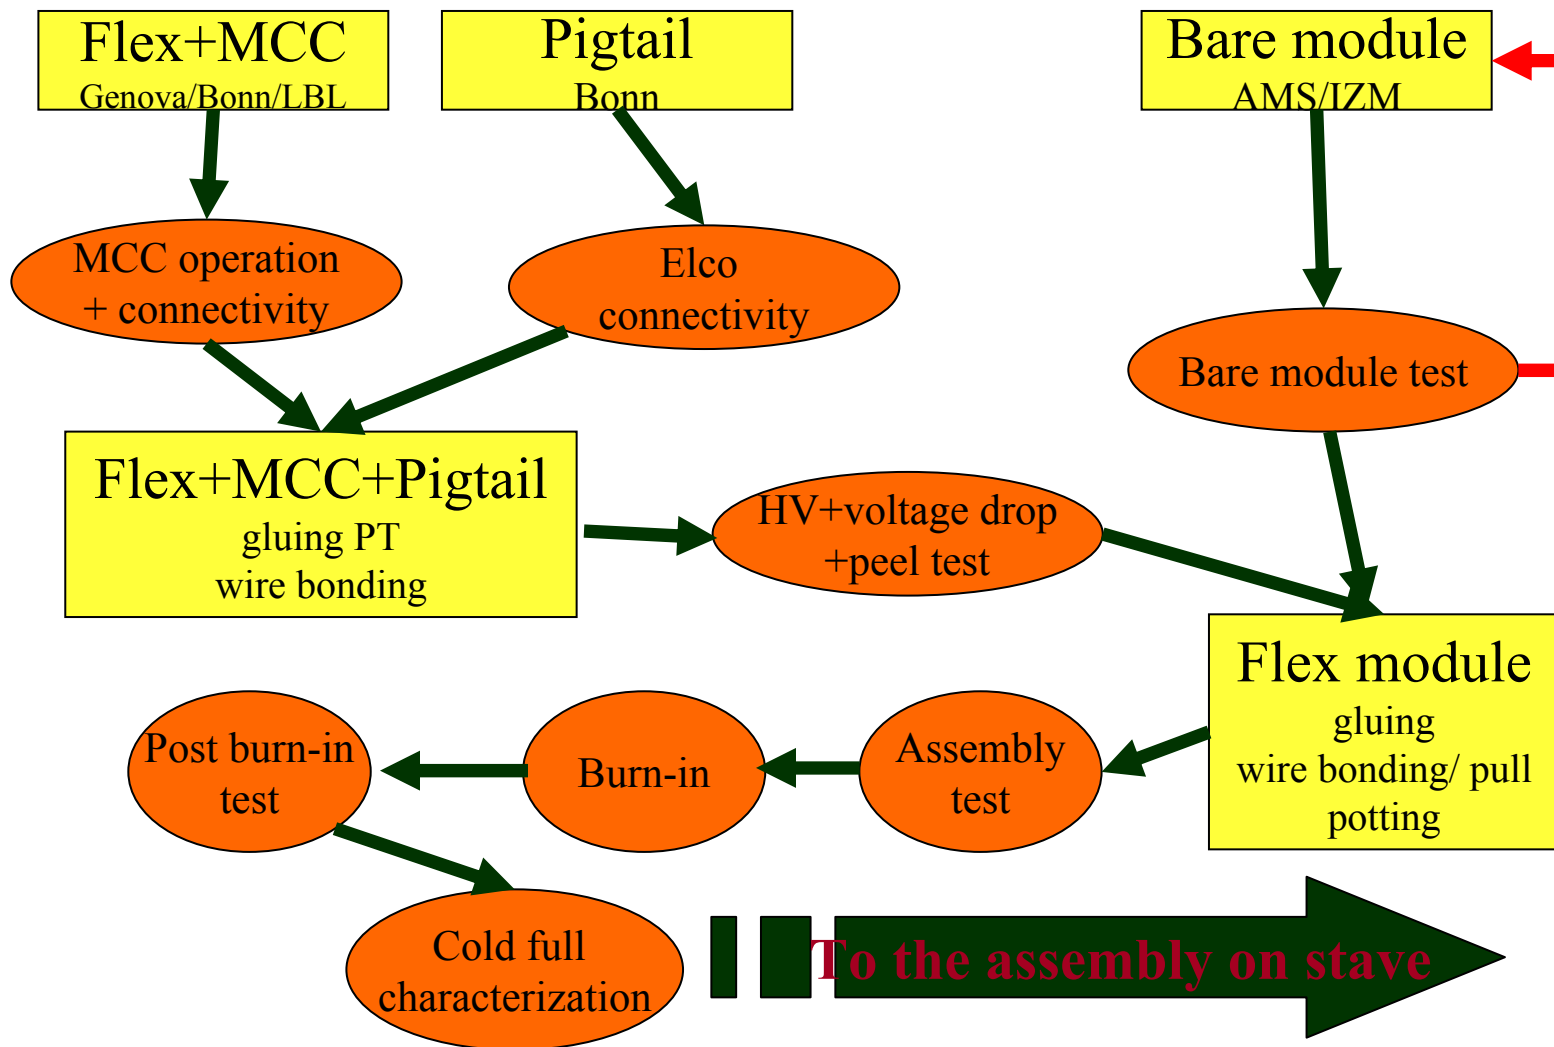 Flex+MCC
Genova/Bonn/LBL
Pigtail
Bonn
Bare module
AMS/IZM
MCC operation
+ connectivity
Elco
connectivity
Bare module test
Flex+MCC+Pigtail
gluing PT
wire bonding
HV+voltage drop
+peel test
Flex module
gluing
wire bonding/ pull
potting
Post burn-in
test
Burn-in
Assembly
test
Cold full
characterization
To the assembly on stave